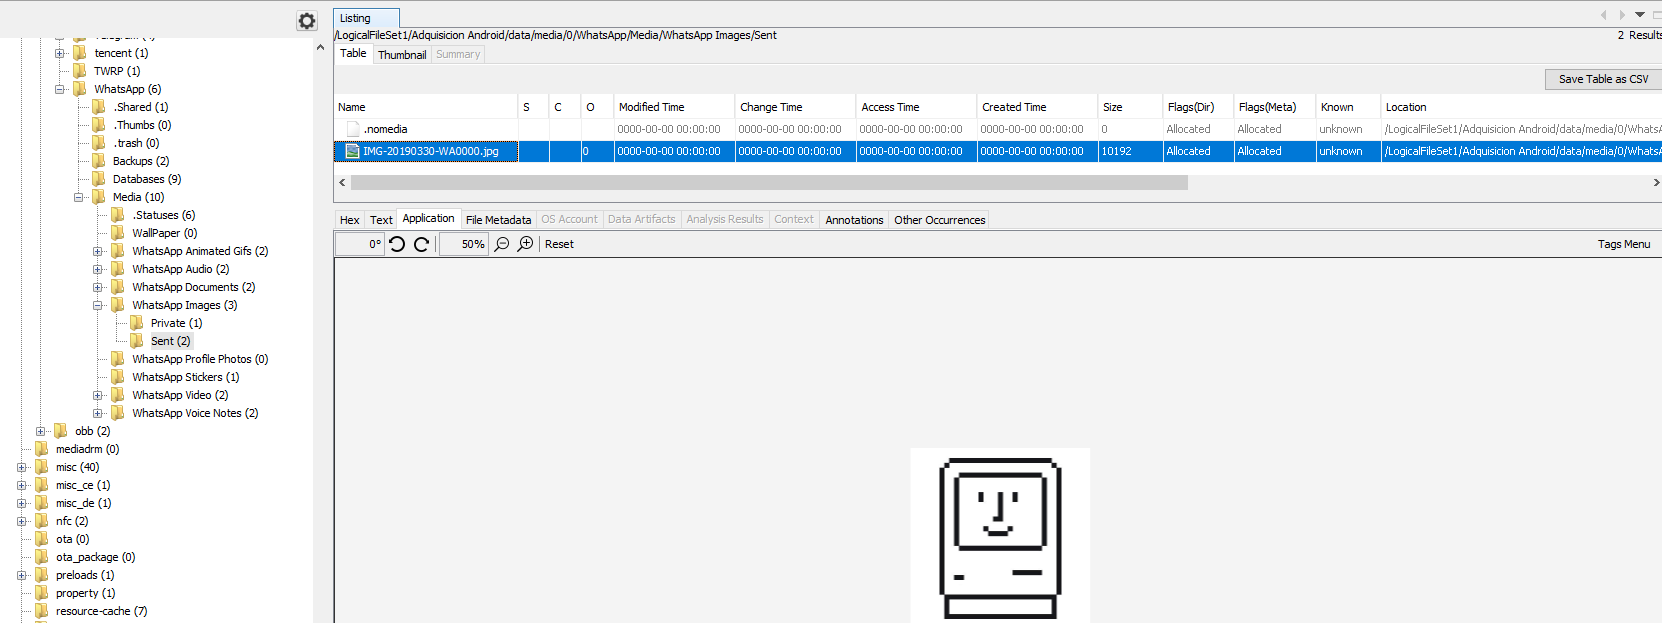 Telegram (4)
tencent (1)
TWRP (1)
WhatsApp (6)
.Shared (1)
.Thumbs (0)
.trash (0)
Backups (2)
Databases (9)
Media (10)
.Statuses (6)
WallPaper (0)
WhatsApp Animated Gifs (2)
WhatsApp Audio (2)
WhatsApp Documents (2)
WhatsApp Images (3)
Private (1)
Sent (2)
WhatsApp Profile Photos (0)
WhatsApp Stickers (1)
WhatsApp Video (2)
WhatsApp Voice Notes (2)
obb (2)
mediadrm (0)
misc (40)
misc_ce (1)
misc_de (1)
nfc (2)
ota (0)
ota_package (0)
preloads (1)
property (1)
resource-cache (7)
Listing
/LogicalFileSet1/Adquisicion Android/data/media/0/WhatsApp/Media/WhatsApp Images/Sent 2 Results
Table Thumbnail Summary
Save Table as CSV
Name S C O Modified Time Change Time Access Time Created Time Size Flags(Dir) Flags(Meta) Known Location
.nomedia 0000-00-00 00:00:00 0000-00-00 00:00:00 0000-00-00 00:00:00 0000-00-00 00:00:00 0 Allocated Allocated unknown /LogicalFileSet1/Adquisicion Android/data/media/0/WhatsA
IMG-20190330-WA0000.jpg 0 0000-00-00 00:00:00 0000-00-00 00:00:00 0000-00-00 00:00:00 0000-00-00 00:00:00 10192 Allocated Allocated unknown /LogicalFileSet1/Adquisicion Android/data/media/0/WhatsA
Hex Text Application File Metadata OS Account Data Artifacts Analysis Results Context Annotations Other Occurrences
0° 50% Reset Tags Menu